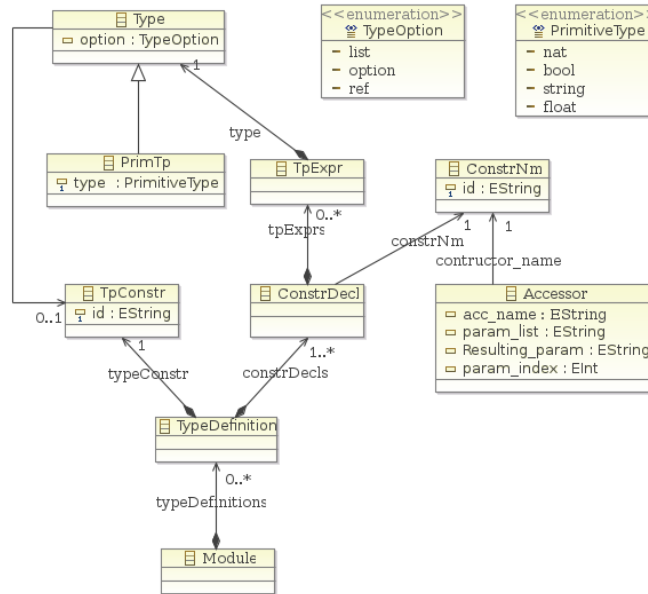 Type
option : TypeOption
<<enumeration>>
TypeOption
list
option
ref
<<enumeration>>
PrimitiveType
nat
bool
string
float
1
type
PrimTp
type : PrimitiveType
TpExpr
ConstrNm
id : EString
0..*
tpExprs
1
constrNm
1
contructor_name
TpConstr
id : EString
0..1
1
ConstrDecl
1..*
Accessor
acc_name : EString
param_list : EString
Resulting_param : EString
param_index : EInt
typeConstr
constrDecls
TypeDefinition
0..*
typeDefinitions
Module